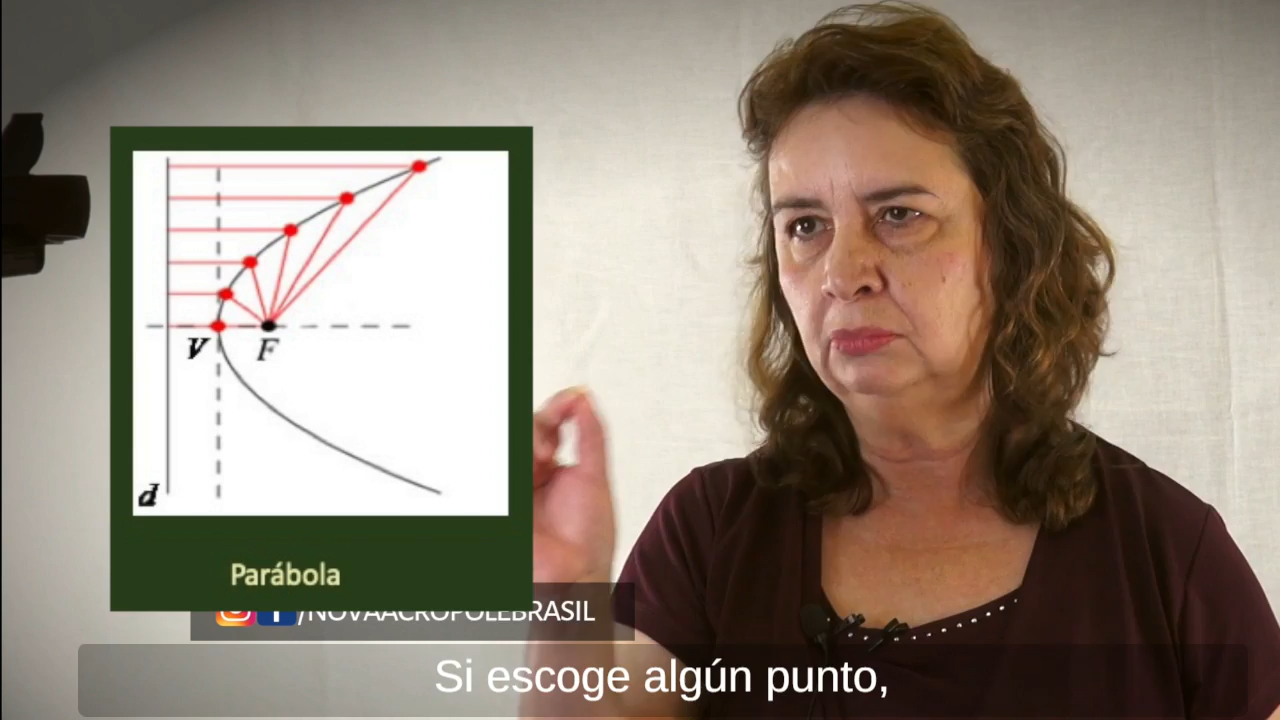 V F
d
Parábola
/NOVAACROPOLEBRASIL
Si escoge algún punto,